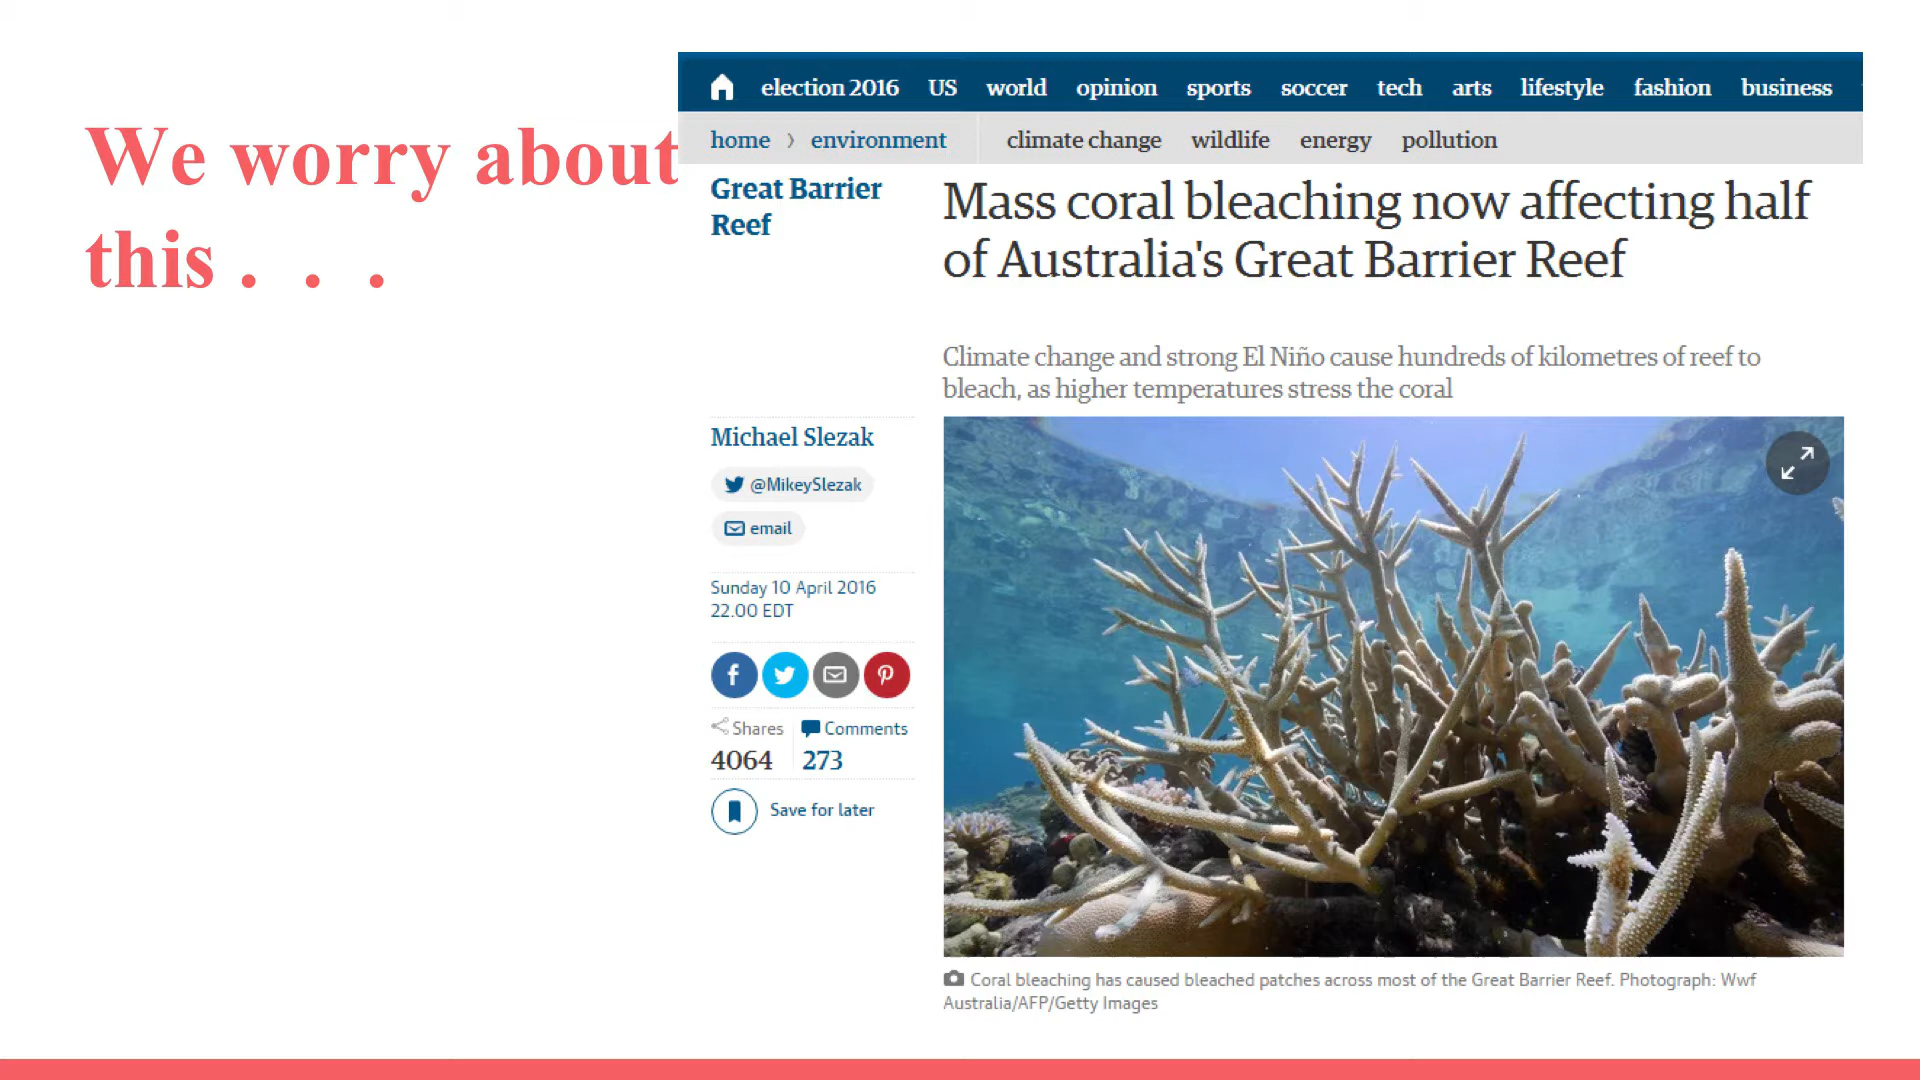 We worry about
this . . .
election 2016 US world opinion sports soccer tech arts lifestyle fashion business
home › environment climate change wildlife energy pollution
Great Barrier
Reef
Mass coral bleaching now affecting half
of Australia's Great Barrier Reef
Climate change and strong El Niño cause hundreds of kilometres of reef to
bleach, as higher temperatures stress the coral
Michael Slezak
@MikeySlezak
email
Sunday 10 April 2016
22.00 EDT
Shares Comments
4064 273
Save for later
Coral bleaching has caused bleached patches across most of the Great Barrier Reef. Photograph: Wwf
Australia/AFP/Getty Images